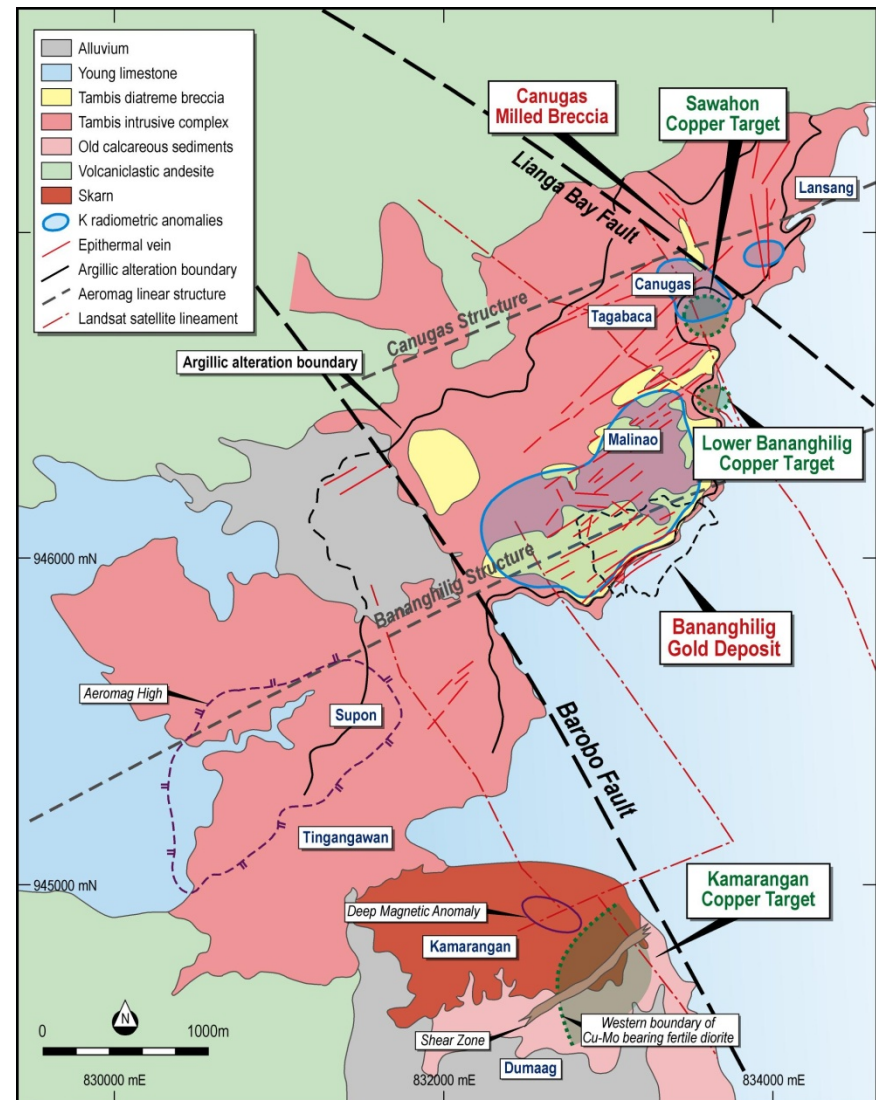 Alluvium
Young limestone
Tambis diatreme breccia
Tambis intrusive complex
Old calcareous sediments
Volcaniclastic andesite
Skarn
K radiometric anomalies
Epithermal vein
Argillic alteration boundary
Aeromag linear structure
Landsat satellite lineament
Canugas
Milled Breccia
Sawahon
Copper Target
Lianga Bay Fault
Lansang
Canugas
Tagabaca
Canugas Structure
Argillic alteration boundary
Malinao
Lower Bananghilig
Copper Target
946000 mN
Bananghilig Structure
Bananghilig
Gold Deposit
Aeromag High
Supon
Barobo Fault
Tingangawan
945000 mN
Kamarangan
Copper Target
Deep Magnetic Anomaly
Kamarangan
N
0
1000m
Shear Zone
Western boundary of
Cu-Mo bearing fertile diorite
Dumaag
830000 mE
832000 mE
834000 mE